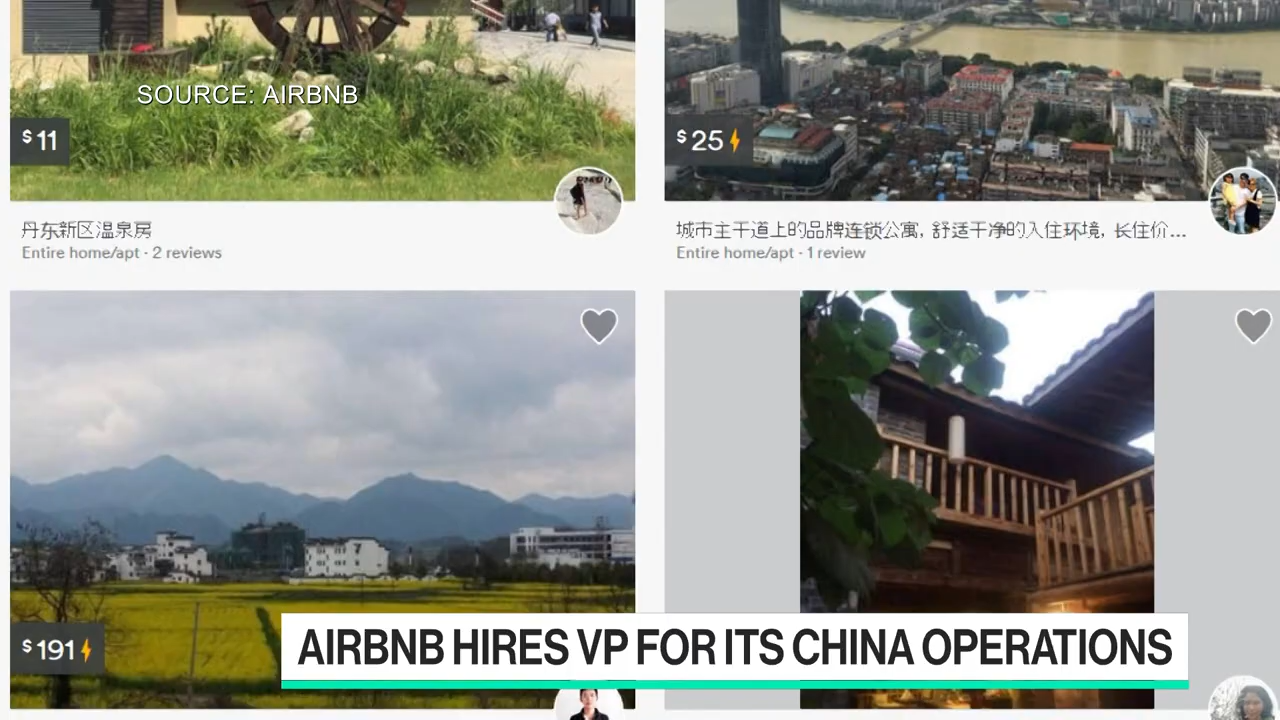 SOURCE: AIRBNB
$11
$25
丹东新区温泉房
Entire home/apt · 2 reviews
城市主干道上的品牌连锁公寓, 舒适干净的入住环境, 长住价...
Entire home/apt · 1 review
$191
AIRBNB HIRES VP FOR ITS CHINA OPERATIONS